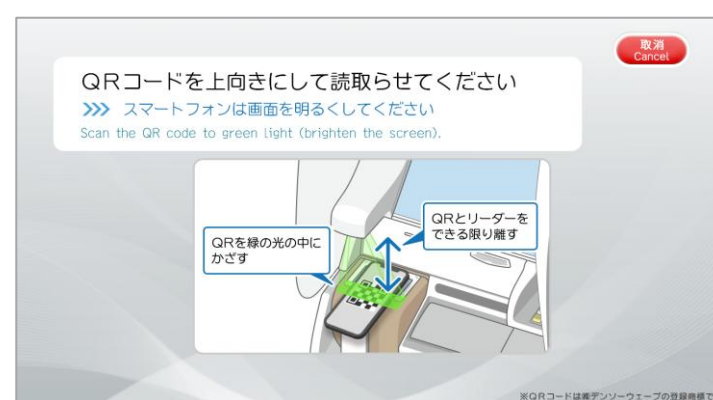 取消
Cancel
QRコードを上向きにして読取らせてください
>>> スマートフォンは画面を明るくしてください
Scan the QR code to green light (brighten the screen).
QRとリーダーを
できる限り離す
QRを緑の光の中に
かざす
※QRコードは㈱デンソーウェーブの登録商標で